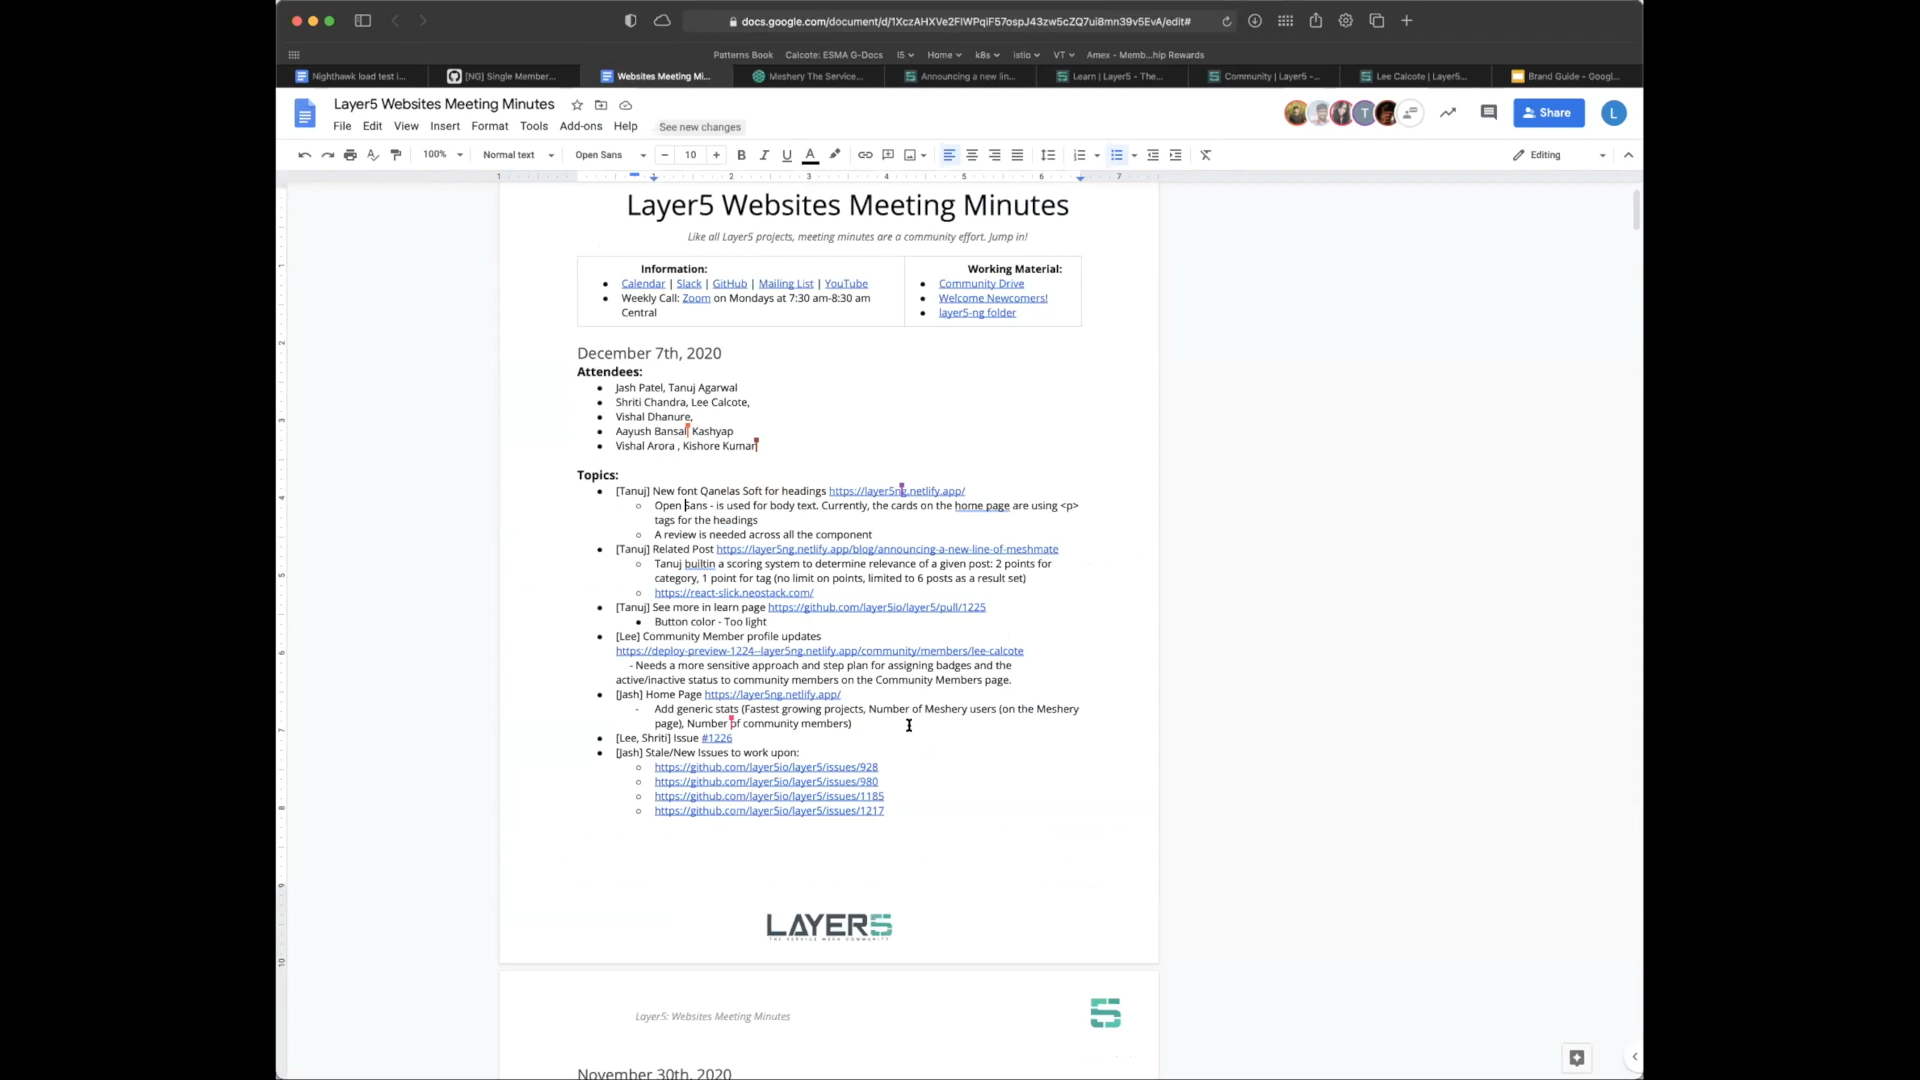 docs.google.com/document/d/1XczAHXVe2FlWPqiF57ospJ43zw5cZQ7ui8mn39v5EvA/edit#
Patterns Book Calcote: ESMA G-Docs l5 Home k8s istio VT Amex - Memb...hip Rewards
Nighthawk load test i... [NG] Single Member... Websites Meeting Mi... Meshery The Service... Announcing a new lin... Learn | Layer5 - The... Community | Layer5 -... Lee Calcote | Layer5... Brand Guide - Googl...
Layer5 Websites Meeting Minutes
Share
L
File Edit View Insert Format Tools Add-ons Help See new changes
100% Normal text Open Sans 10 B I U A Editing
1 1 2 3 4 5 6 7
Layer5 Websites Meeting Minutes
Like all Layer5 projects, meeting minutes are a community effort. Jump in!
Information:
Calendar | Slack | GitHub | Mailing List | YouTube
Weekly Call: Zoom on Mondays at 7:30 am-8:30 am
Central
Working Material:
Community Drive
Welcome Newcomers!
layer5-ng folder
December 7th, 2020
Attendees:
Jash Patel, Tanuj Agarwal
Shriti Chandra, Lee Calcote,
Vishal Dhanure,
Aayush Bansal, Kashyap
Vishal Arora , Kishore Kumar
Topics:
[Tanuj] New font Qanelas Soft for headings https://layer5ng.netlify.app/
Open Sans - is used for body text. Currently, the cards on the home page are using <p>
tags for the headings
A review is needed across all the component
[Tanuj] Related Post https://layer5ng.netlify.app/blog/announcing-a-new-line-of-meshmate
Tanuj builtin a scoring system to determine relevance of a given post: 2 points for
category, 1 point for tag (no limit on points, limited to 6 posts as a result set)
https://react-slick.neostack.com/
[Tanuj] See more in learn page https://github.com/layer5io/layer5/pull/1225
Button color - Too light
[Lee] Community Member profile updates
https://deploy-preview-1224--layer5ng.netlify.app/community/members/lee-calcote
- Needs a more sensitive approach and step plan for assigning badges and the
active/inactive status to community members on the Community Members page.
[Jash] Home Page https://layer5ng.netlify.app/
- Add generic stats (Fastest growing projects, Number of Meshery users (on the Meshery
page), Number of community members)
[Lee, Shriti] Issue #1226
[Jash] Stale/New Issues to work upon:
https://github.com/layer5io/layer5/issues/928
https://github.com/layer5io/layer5/issues/980
https://github.com/layer5io/layer5/issues/1185
https://github.com/layer5io/layer5/issues/1217
LAYER5
THE SERVICE MESH COMMUNITY
Layer5: Websites Meeting Minutes
5
November 30th, 2020